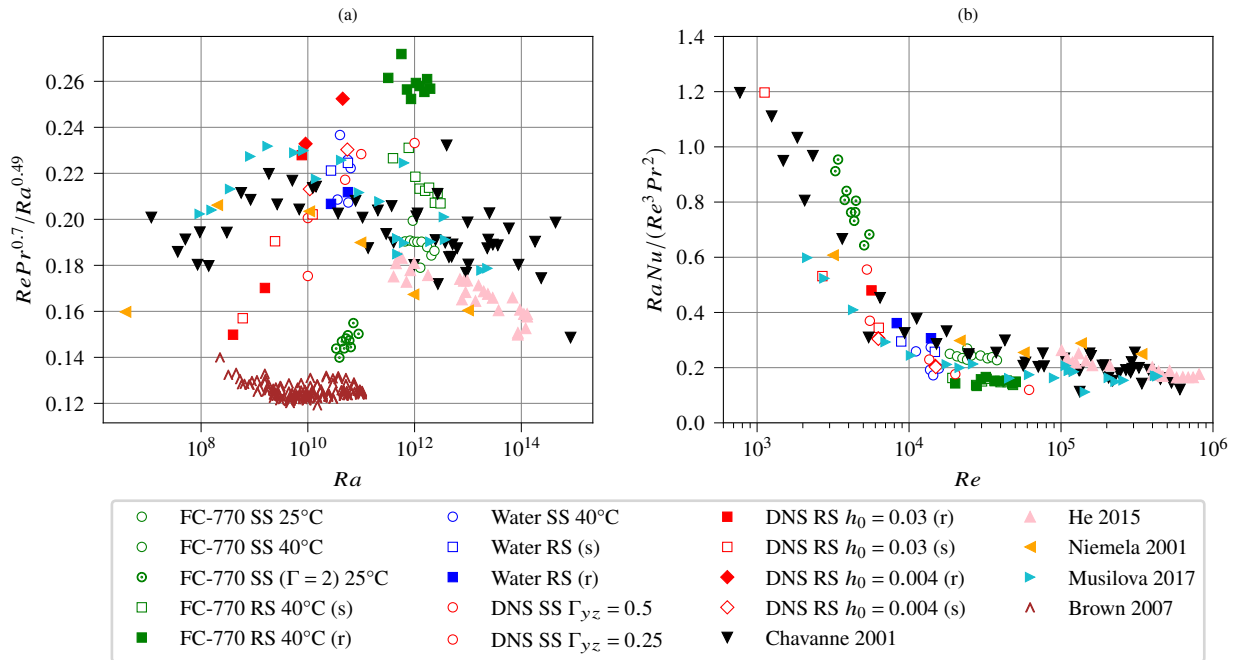 (a)
(b)
RePr^0.7/Ra^0.49
0.26
0.24
0.22
0.20
0.18
0.16
0.14
0.12
10^8
10^10
10^12
10^14
Ra
RaNu/(Re^3Pr^2)
1.4
1.2
1.0
0.8
0.6
0.4
0.2
0.0
10^3
10^4
10^5
10^6
Re
FC-770 SS 25°C
FC-770 SS 40°C
FC-770 SS (Γ = 2) 25°C
FC-770 RS 40°C (s)
FC-770 RS 40°C (r)
Water SS 40°C
Water RS (s)
Water RS (r)
DNS SS Γyz = 0.5
DNS SS Γyz = 0.25
DNS RS h0 = 0.03 (r)
DNS RS h0 = 0.03 (s)
DNS RS h0 = 0.004 (r)
DNS RS h0 = 0.004 (s)
Chavanne 2001
He 2015
Niemela 2001
Musilova 2017
Brown 2007